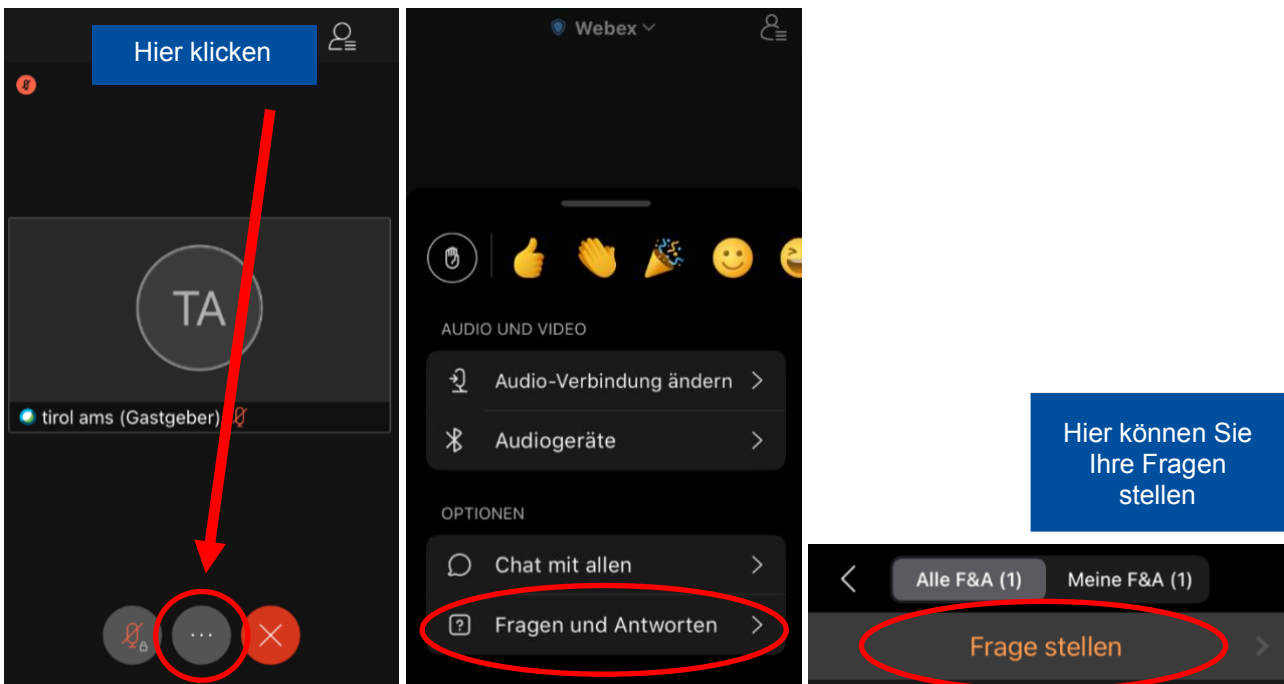 Hier klicken
TA
tirol ams (Gastgeber)
Webex
AUDIO UND VIDEO
Audio-Verbindung ändern
Audiogeräte
OPTIONEN
Chat mit allen
Fragen und Antworten
Hier können Sie
Ihre Fragen
stellen
Alle F&A (1) Meine F&A (1)
Frage stellen